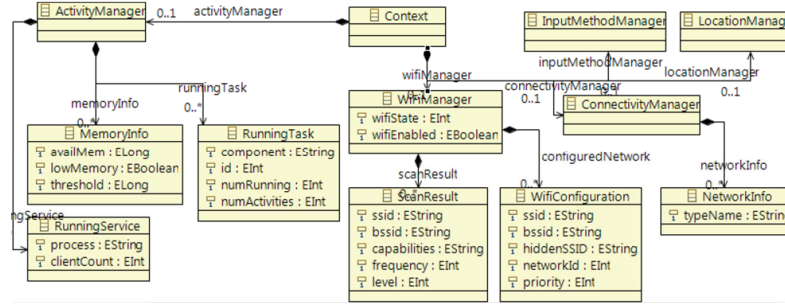 ActivityManager
0..1
activityManager
Context
InputMethodManager
LocationManag
inputMethodManager
wifiManager
locationManager
runningTask
connectivityManager
memoryInfo
0..*
0..1
0..1
WifiManager
wifiState : EInt
wifiEnabled : EBoolean
ConnectivityManager
MemoryInfo
availMem : ELong
lowMemory : EBoolean
threshold : ELong
RunningTask
component : EString
id : EInt
numRunning : EInt
numActivities : EInt
configuredNetwork
scanResult
networkInfo
0..*
0..*
ngService
RunningService
process : EString
clientCount : EInt
ScanResult
ssid : EString
bssid : EString
capabilities : EString
frequency : EInt
level : EInt
WifiConfiguration
ssid : EString
bssid : EString
hiddenSSID : EString
networkId : EInt
priority : EInt
NetworkInfo
typeName : EString